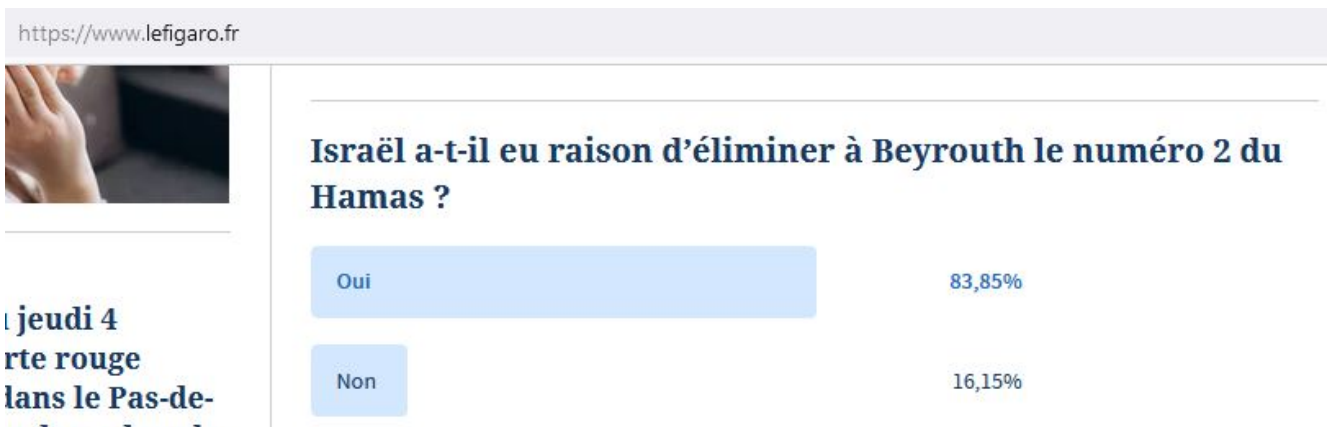 https://www.lefigaro.fr
Israël a-t-il eu raison d’éliminer à Beyrouth le numéro 2 du
Hamas ?
Oui 83,85%
Non 16,15%
jeudi 4
rte rouge
dans le Pas-de-